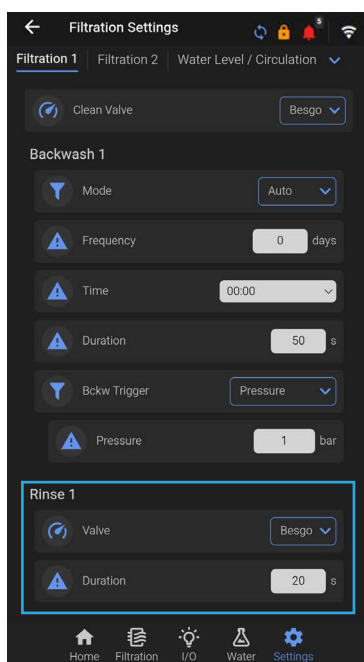 Filtration Settings
5
Filtration 1 Filtration 2 Water Level / Circulation
Clean Valve Besgo
Backwash 1
Mode Auto
Frequency 0 days
Time 00:00
Duration 50 s
Bckw Trigger Pressure
Pressure 1 bar
Rinse 1
Valve Besgo
Duration 20 s
Home Filtration I/O Water Settings